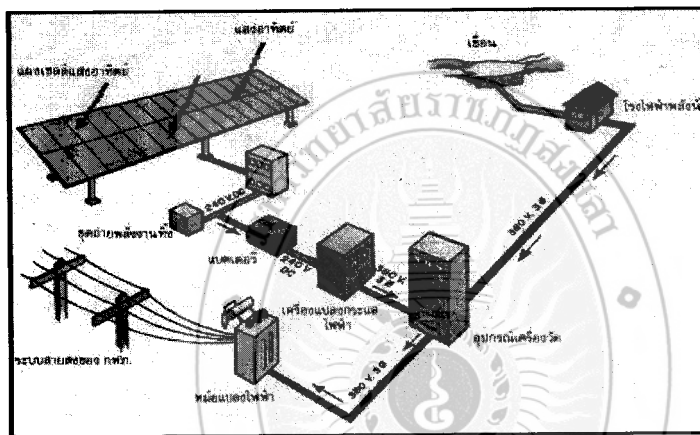 แสงอาทิตย์
แผงเซลล์แสงอาทิตย์
เขื่อน
โรงไฟฟ้าพลังน้ำ
240 V. DC
ชุดถ่ายพลังงานทิ้ง
แบตเตอรี่
240 V
DC
380 V
3 Ø
380 V. 3 Ø
เครื่องแปลงกระแส
ไฟฟ้า
อุปกรณ์เครื่องวัด
ระบบสายส่งของ กฟภ.
หม้อแปลงไฟฟ้า
380 V. 3 Ø